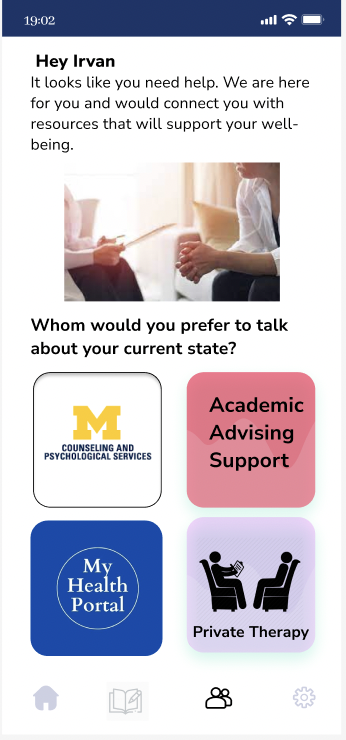 19:02
Hey Irvan
It looks like you need help. We are here
for you and would connect you with
resources that will support your well-
being.
Whom would you prefer to talk
about your current state?
M
COUNSELING AND
PSYCHOLOGICAL SERVICES
Academic
Advising
Support
My
Health
Portal
Private Therapy